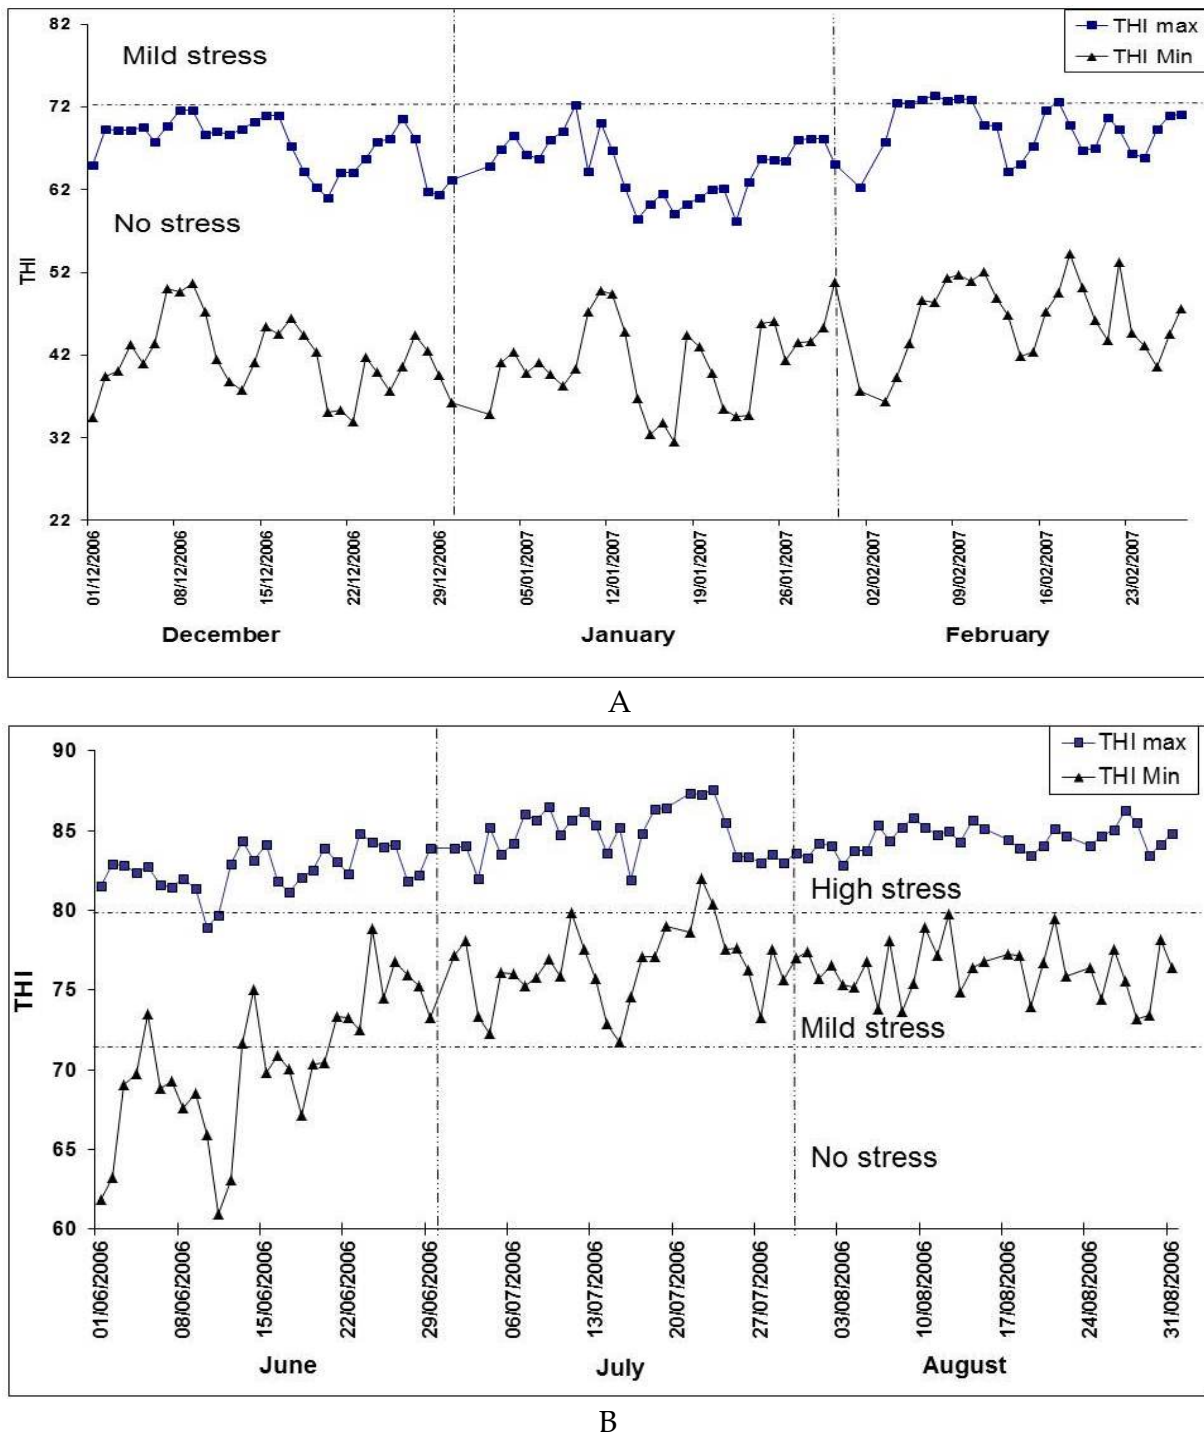 82
72
62
52
42
32
22
THI
Mild stress
No stress
THI max
THI Min
01/12/2006
08/12/2006
15/12/2006
22/12/2006
29/12/2006
05/01/2007
12/01/2007
19/01/2007
26/01/2007
02/02/2007
09/02/2007
16/02/2007
23/02/2007
December
January
February
A
90
85
80
75
70
65
60
THI
THI max
THI Min
High stress
Mild stress
No stress
01/06/2006
08/06/2006
15/06/2006
22/06/2006
29/06/2006
06/07/2006
13/07/2006
20/07/2006
27/07/2006
03/08/2006
10/08/2006
17/08/2006
24/08/2006
31/08/2006
June
July
August
B